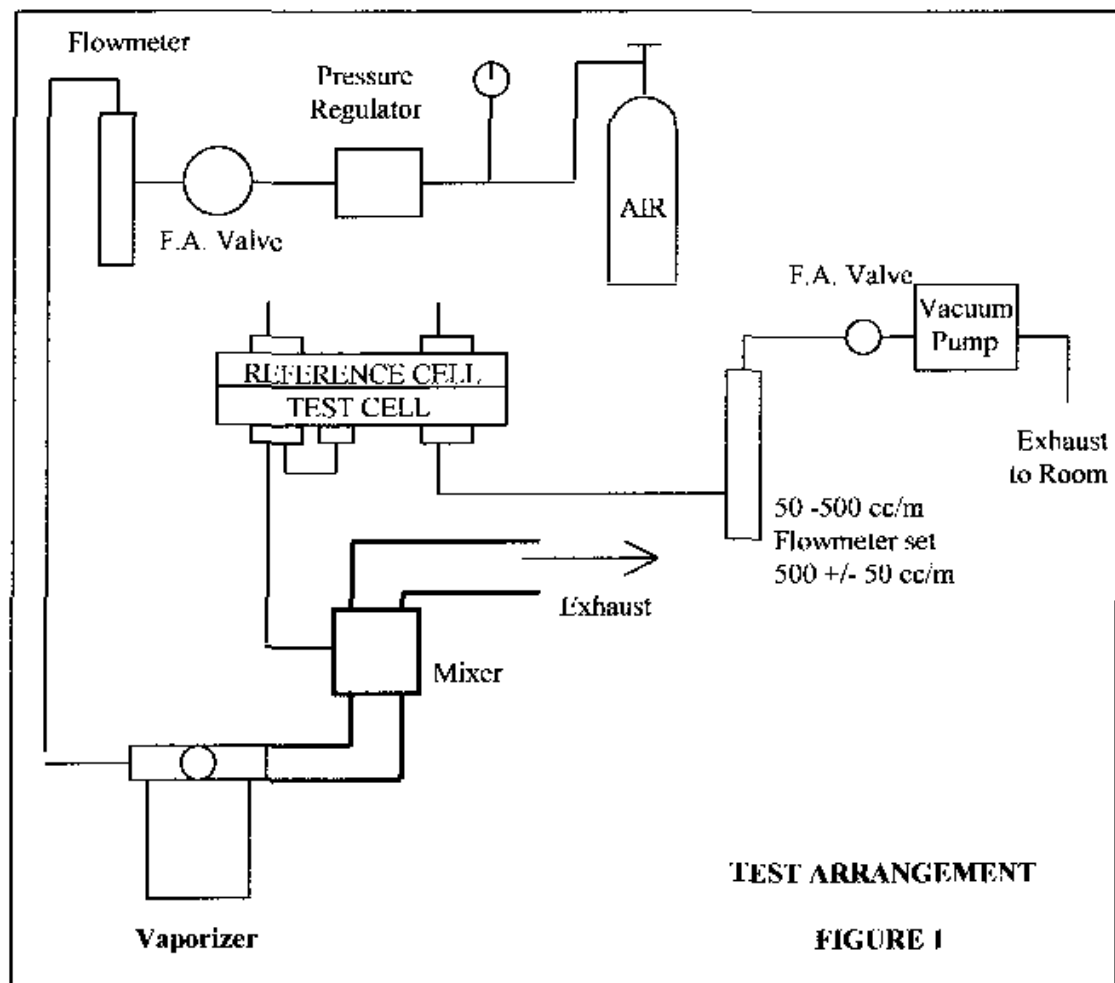 Flowmeter
Pressure
Regulator
AIR
F.A. Valve
F.A. Valve
Vacuum
Pump
REFERENCE CELL
TEST CELL
Exhaust
to Room
50 -500 cc/m
Flowmeter set
500 +/- 50 cc/m
Exhaust
Mixer
Vaporizer
TEST ARRANGEMENT
FIGURE 1